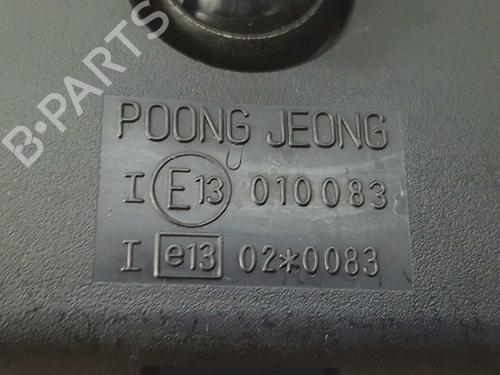 B-PARTS
POONG JEONG
I E13 010083
I e13 02*0083